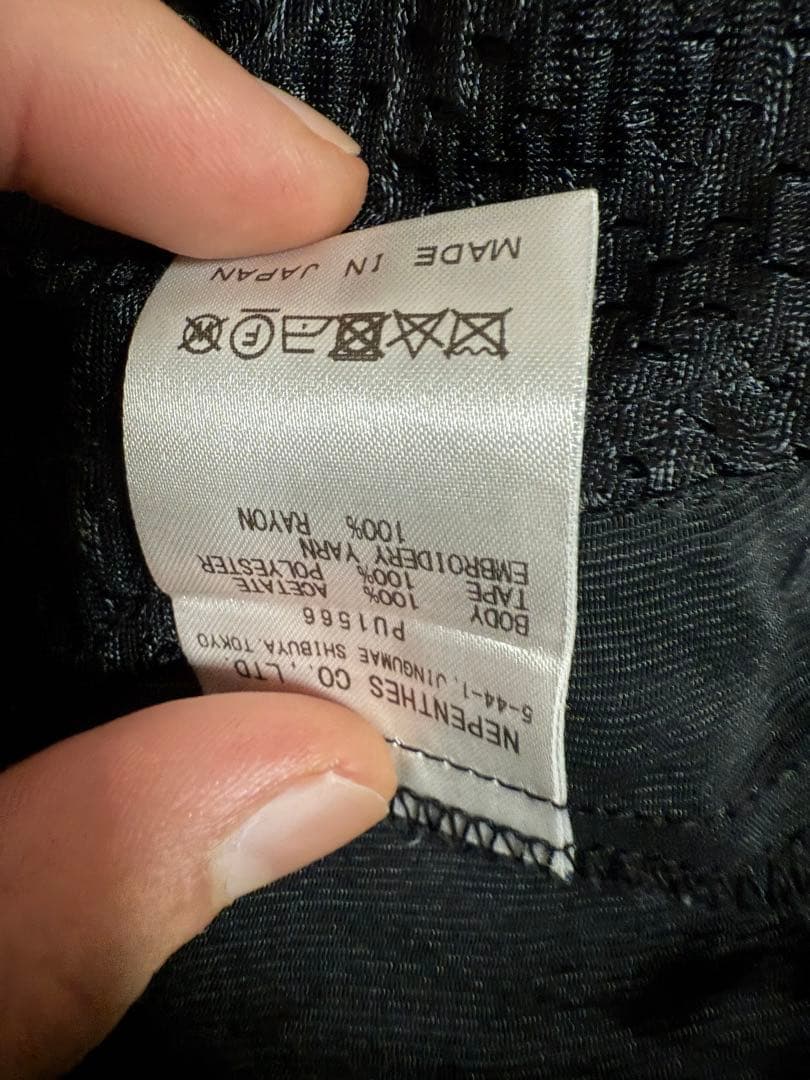 NEPENTHES CO., LTD.
5-44-1, JINGUMAE SHIBUYA. TOKYO
PU1566
BODY 100% ACETATE
TAPE 100% POLYESTER
EMBROIDERY YARN
100% RAYON
F
W
MADE IN JAPAN